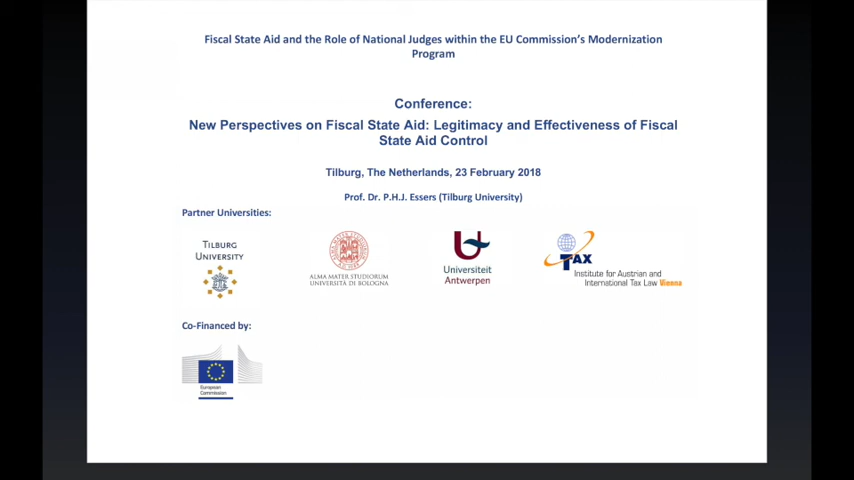 Fiscal State Aid and the Role of National Judges within the EU Commission's Modernization
Program
Conference:
New Perspectives on Fiscal State Aid: Legitimacy and Effectiveness of Fiscal
State Aid Control
Tilburg, The Netherlands, 23 February 2018
Prof. Dr. P.H.J. Essers (Tilburg University)
Partner Universities:
TILBURG
UNIVERSITY
ALMA MATER STUDIORUM
UNIVERSITÀ DI BOLOGNA
Universiteit
Antwerpen
TAX
Institute for Austrian and
International Tax Law Vienna
Co-Financed by:
European
Commission